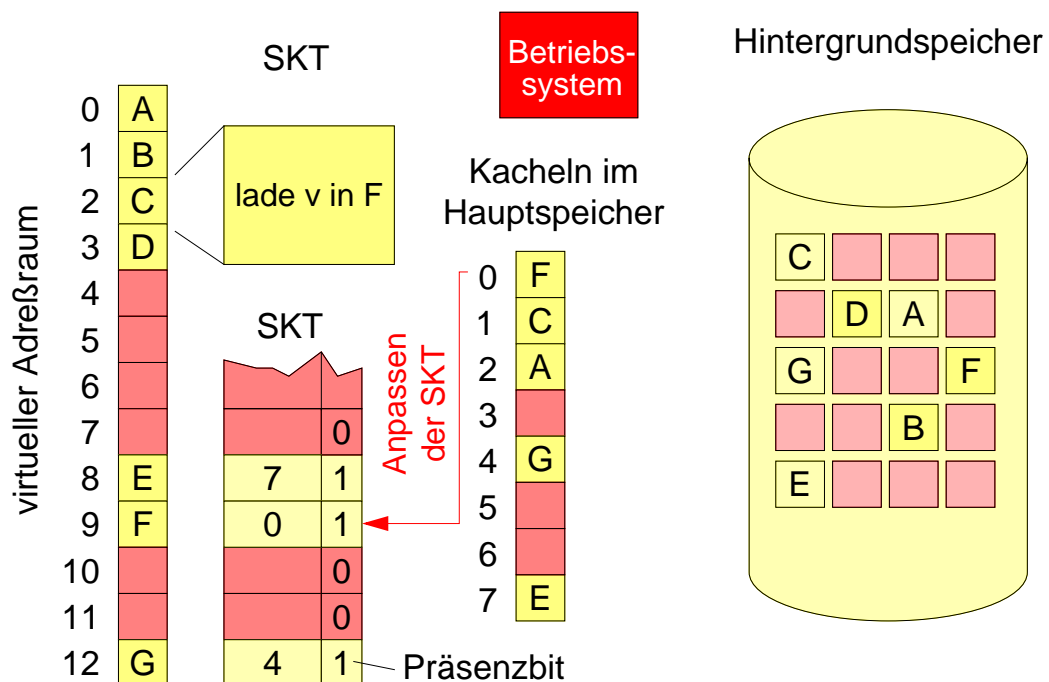 SKT
Betriebs-
system
Hintergrundspeicher
virtueller Adreßraum
0 A
1 B
2 C
3 D
4
5
6
7
8 E
9 F
10
11
12 G
lade v in F
SKT
0
7 1
0 1
0
0
4 1
Präsenzbit
Anpassen
der SKT
Kacheln im
Hauptspeicher
0 F
1 C
2 A
3
4 G
5
6
7 E
C
D A
G F
B
E